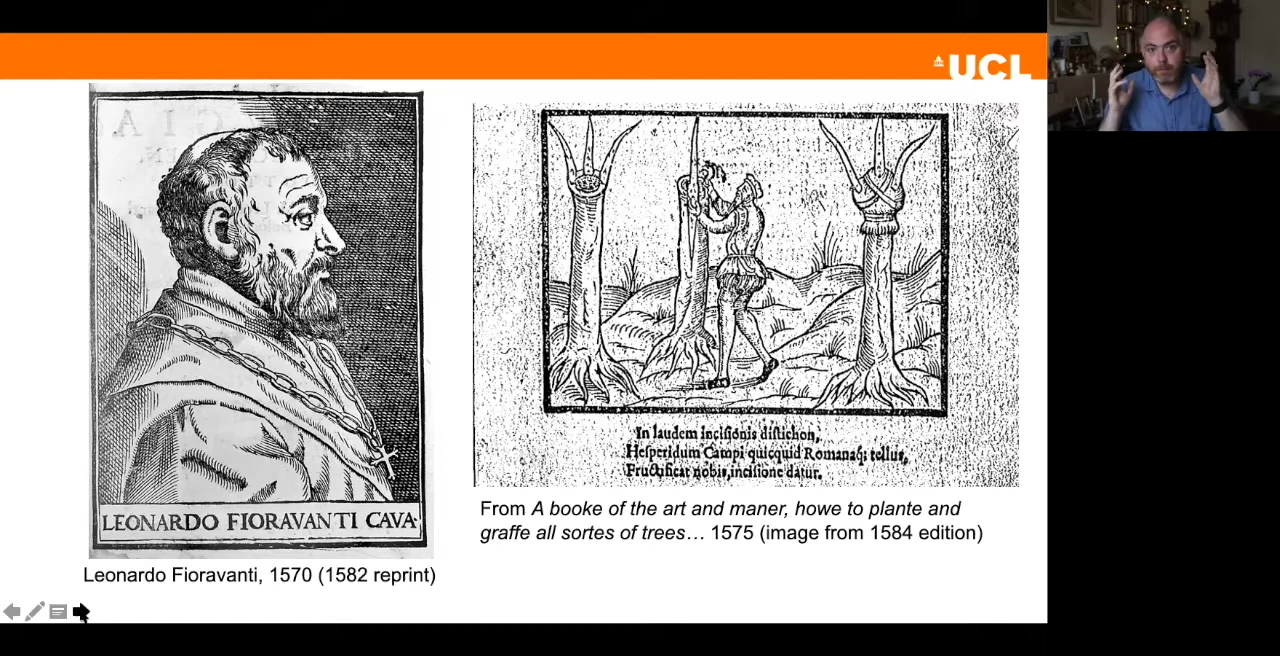 UCL
LEONARDO FIORAVANTI CAVA.
Leonardo Fioravanti, 1570 (1582 reprint)
In laudem incisionis distichon,
Hesperidum Campi quicquid Romanaq; tellus,
Fructificat nobis, incisione datur.
From A booke of the art and maner, howe to plante and
graffe all sortes of trees… 1575 (image from 1584 edition)